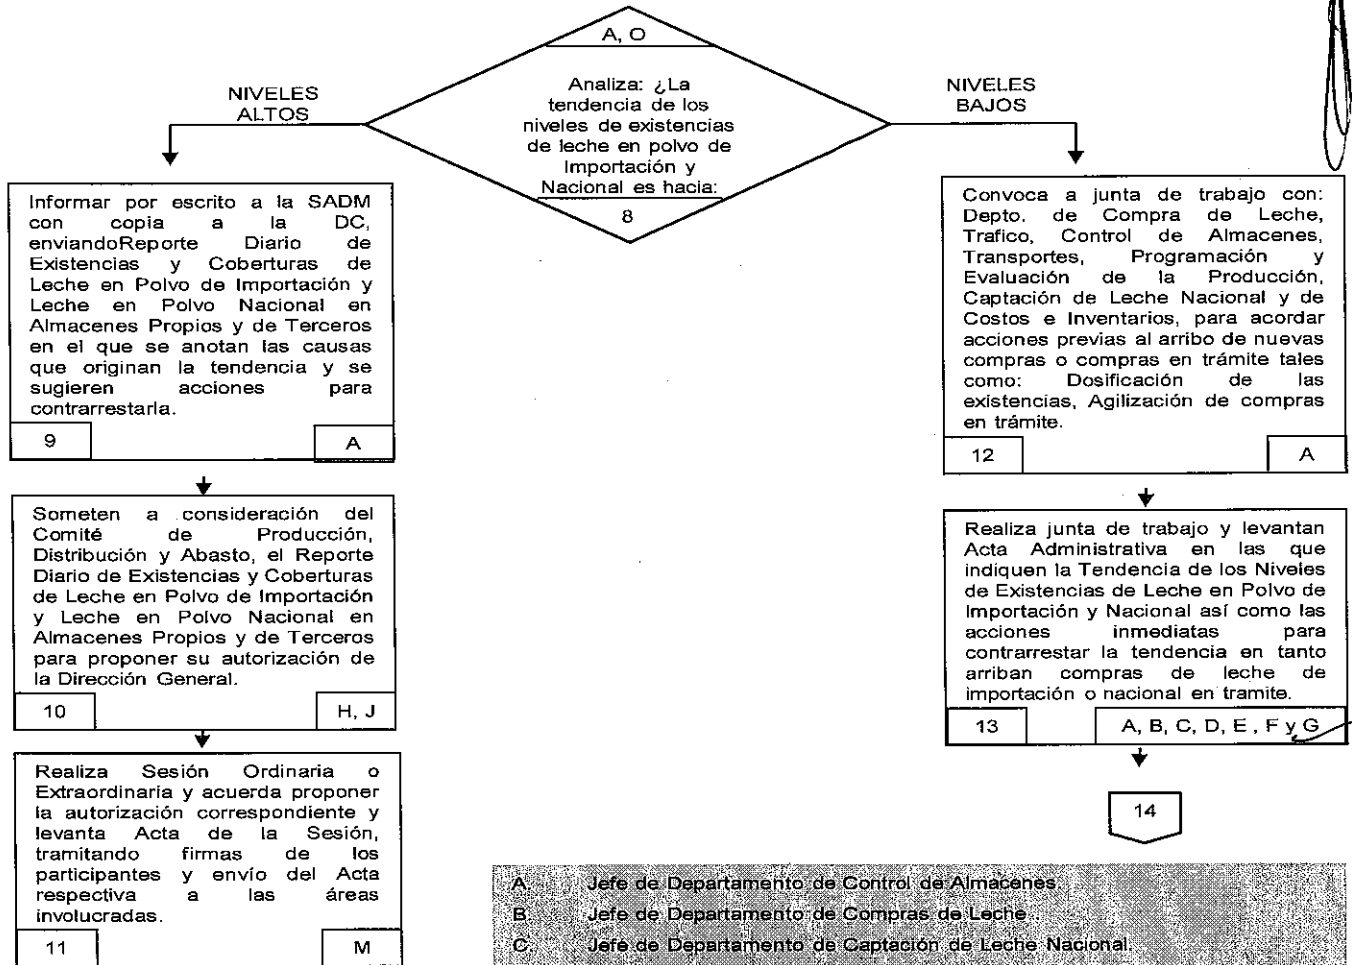 A, O
Analiza: ¿La
tendencia de los
niveles de existencias
de leche en polvo de
Importación y
Nacional es hacia:
8
NIVELES
ALTOS
Informar por escrito a la SADM
con copia a la DC,
enviandoReporte Diario de
Existencias y Coberturas de
Leche en Polvo de Importación y
Leche en Polvo Nacional en
Almacenes Propios y de Terceros
en el que se anotan las causas
que originan la tendencia y se
sugieren acciones para
contrarrestarla.
9
A
Someten a consideración del
Comité de Producción,
Distribución y Abasto, el Reporte
Diario de Existencias y Coberturas
de Leche en Polvo de Importación
y Leche en Polvo Nacional en
Almacenes Propios y de Terceros
para proponer su autorización de
la Dirección General.
10
H, J
Realiza Sesión Ordinaria o
Extraordinaria y acuerda proponer
la autorización correspondiente y
levanta Acta de la Sesión,
tramitando firmas de los
participantes y envío del Acta
respectiva a las áreas
involucradas.
11
M
NIVELES
BAJOS
Convoca a junta de trabajo con:
Depto. de Compra de Leche,
Trafico, Control de Almacenes,
Transportes, Programación y
Evaluación de la Producción,
Captación de Leche Nacional y de
Costos e Inventarios, para acordar
acciones previas al arribo de nuevas
compras o compras en trámite tales
como: Dosificación de las
existencias, Agilización de compras
en trámite.
12
A
Realiza junta de trabajo y levantan
Acta Administrativa en las que
indiquen la Tendencia de los Niveles
de Existencias de Leche en Polvo de
Importación y Nacional así como las
acciones inmediatas para
contrarrestar la tendencia en tanto
arriban compras de leche de
importación o nacional en tramite.
13
A, B, C, D, E , F y G
14
A. Jefe de Departamento de Control de Almacenes.
B. Jefe de Departamento de Compras de Leche.
C. Jefe de Departamento de Captación de Leche Nacional.